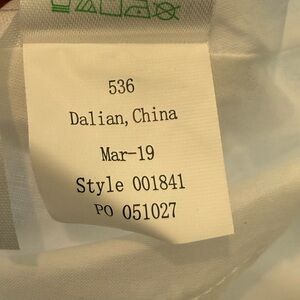 536
Dalian, China
Mar-19
Style 001841
PO 051027